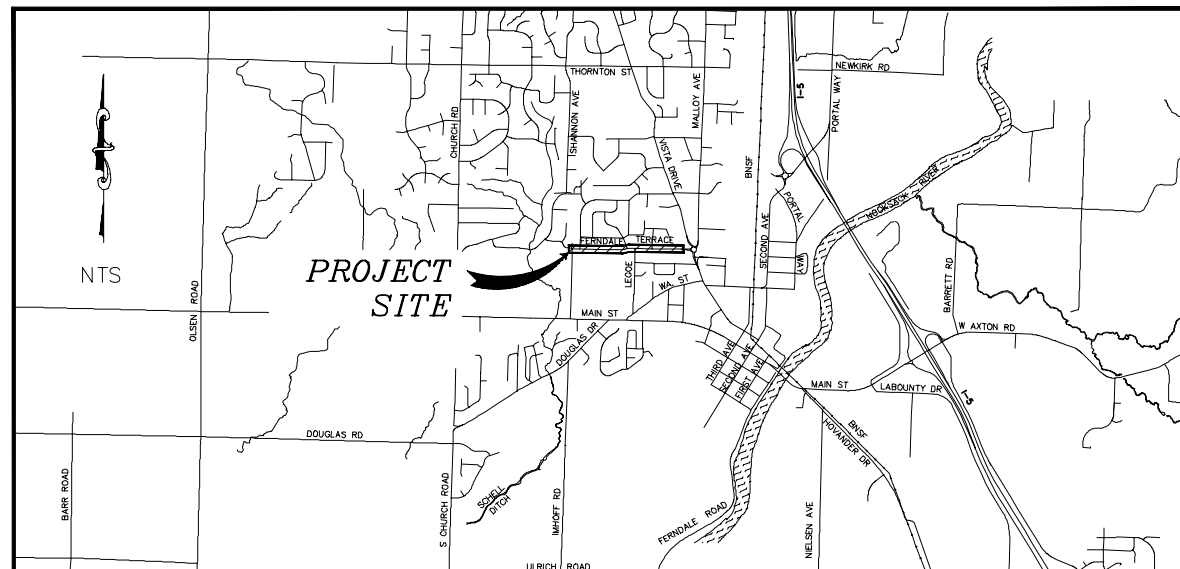 NEWKIRK RD
THORNTON ST
I-5
PORTAL WAY
SHANNON AVE
MALLOY AVE
CHURCH RD
VISTA DRIVE
BNSF
NOOKSACK RIVER
PORTAL
WAY
SECOND AVE
FERNDALE TERRACE
NTS
PROJECT
SITE
LEGOE
WA. ST
BARRETT RD
OLSEN ROAD
MAIN ST
W AXTON RD
DOUGLAS DR
THIRD AVE
SECOND AVE
FIRST AVE
MAIN ST
LABOUNTY DR
I-5
BNSF
HOVANDER DR
DOUGLAS RD
BARR ROAD
S CHURCH ROAD
SCHELL
DITCH
IMHOFF RD
FERNDALE ROAD
NIELSEN AVE
ULRICH ROAD